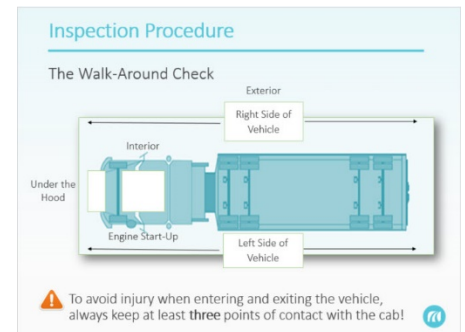 Inspection Procedure
The Walk-Around Check
Exterior
Right Side of
Vehicle
Interior
Under the
Hood
Engine Start-Up
Left Side of
Vehicle
To avoid injury when entering and exiting the vehicle,
always keep at least three points of contact with the cab!